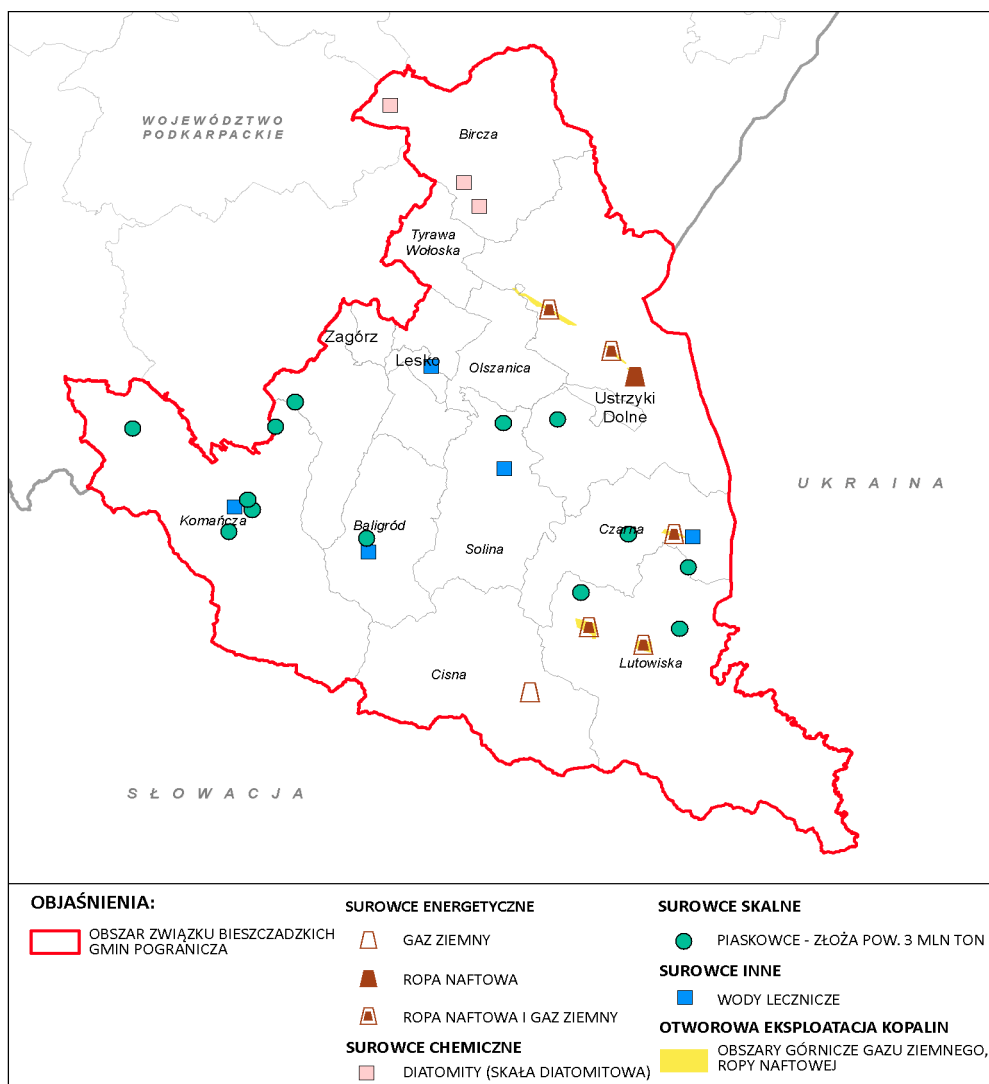 WOJEWÓDZTWO
PODKARPACKIE
Bircza
Tyrawa
Wołoska
Zagórz
Lesko
Olszanica
Ustrzyki
Dolne
UKRAINA
Komańcza
Baligród
Solina
Czarna
Lutowiska
Cisna
SŁOWACJA
OBJAŚNIENIA:
OBSZAR ZWIĄZKU BIESZCZADZKICH
GMIN POGRANICZA
SUROWCE ENERGETYCZNE
GAZ ZIEMNY
ROPA NAFTOWA
ROPA NAFTOWA I GAZ ZIEMNY
SUROWCE CHEMICZNE
DIATOMITY (SKAŁA DIATOMITOWA)
SUROWCE SKALNE
PIASKOWCE - ZŁOŻA POW. 3 MLN TON
SUROWCE INNE
WODY LECZNICZE
OTWOROWA EKSPLOATACJA KOPALIN
OBSZARY GÓRNICZE GAZU ZIEMNEGO,
ROPY NAFTOWEJ